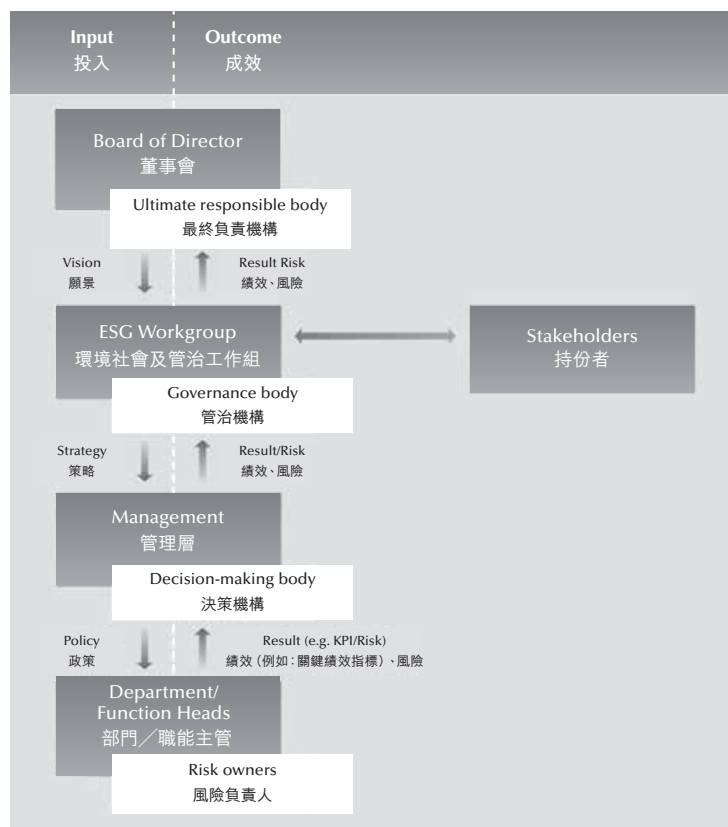 Input
投入
Outcome
成效
Board of Director
董事會
Ultimate responsible body
最終負責機構
Vision
願景
Result Risk
績效、風險
ESG Workgroup
環境社會及管治工作組
Stakeholders
持份者
Governance body
管治機構
Strategy
策略
Result/Risk
績效、風險
Management
管理層
Decision-making body
決策機構
Policy
政策
Result (e.g. KPI/Risk)
績效(例如:關鍵績效指標)、風險
Department/
Function Heads
部門／職能主管
Risk owners
風險負責人